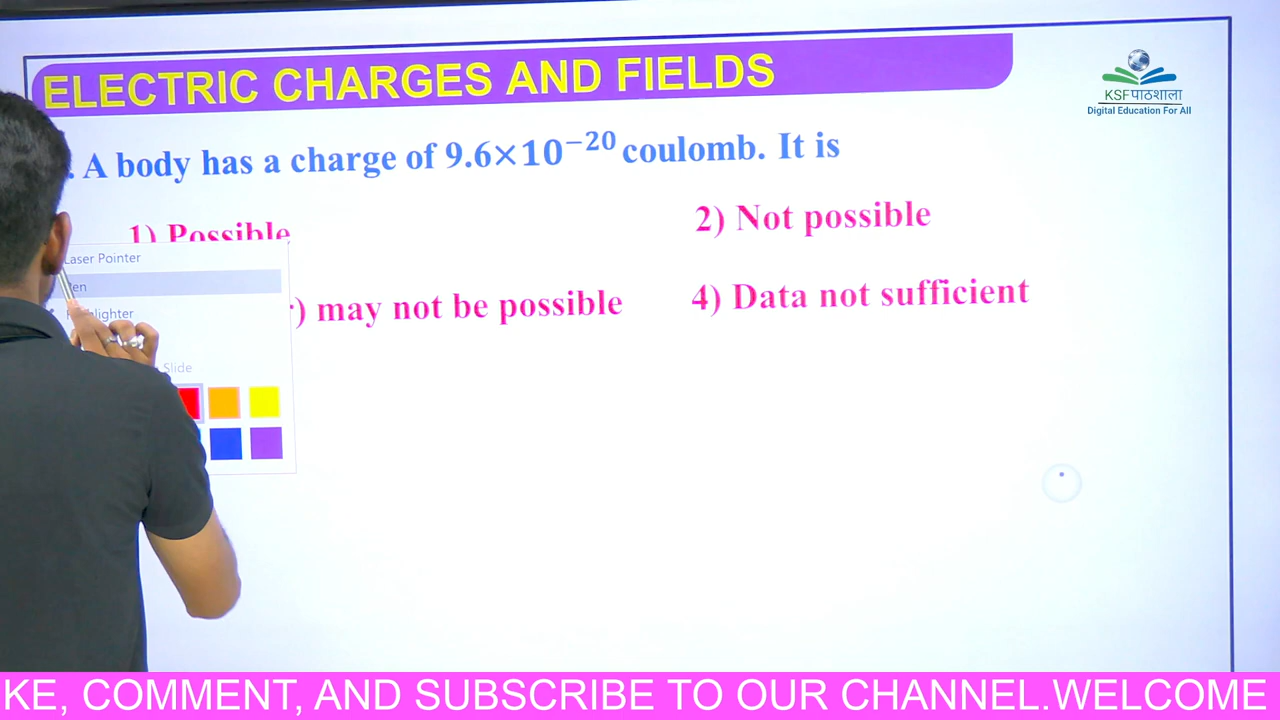 ELECTRIC CHARGES AND FIELDS
KSFपाठशाला
Digital Education For All
. A body has a charge of 9.6×10⁻²⁰ coulomb. It is
1) Possible
2) Not possible
Laser Pointer
) may not be possible
4) Data not sufficient
Slide
KE, COMMENT, AND SUBSCRIBE TO OUR CHANNEL.WELCOME